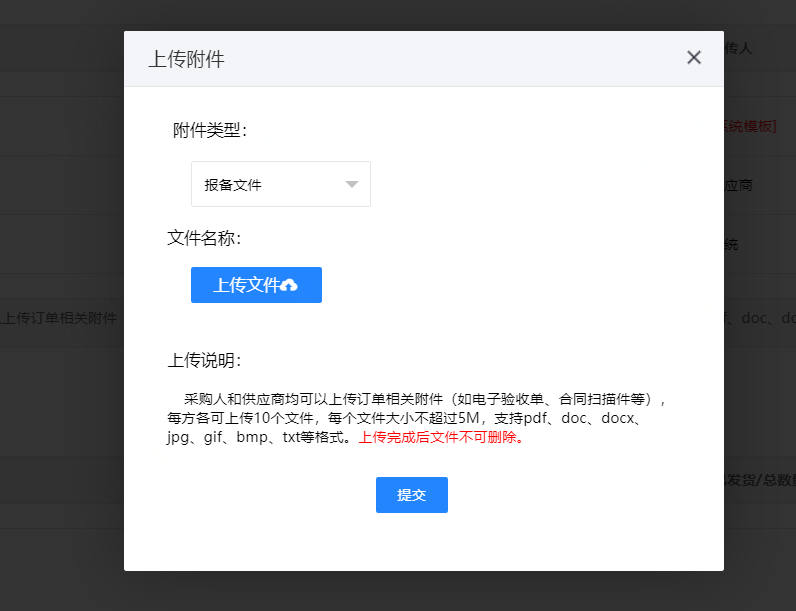 上传附件
传人
附件类型：
系统模板]
报备文件
应商
文件名称：
统
上传文件
上传订单相关附件
、doc、do
上传说明：
采购人和供应商均可以上传订单相关附件（如电子验收单、合同扫描件等），
每方各可上传10个文件，每个文件大小不超过5M，支持pdf、doc、docx、
jpg、gif、bmp、txt等格式。上传完成后文件不可删除。
发货/总数量
提交